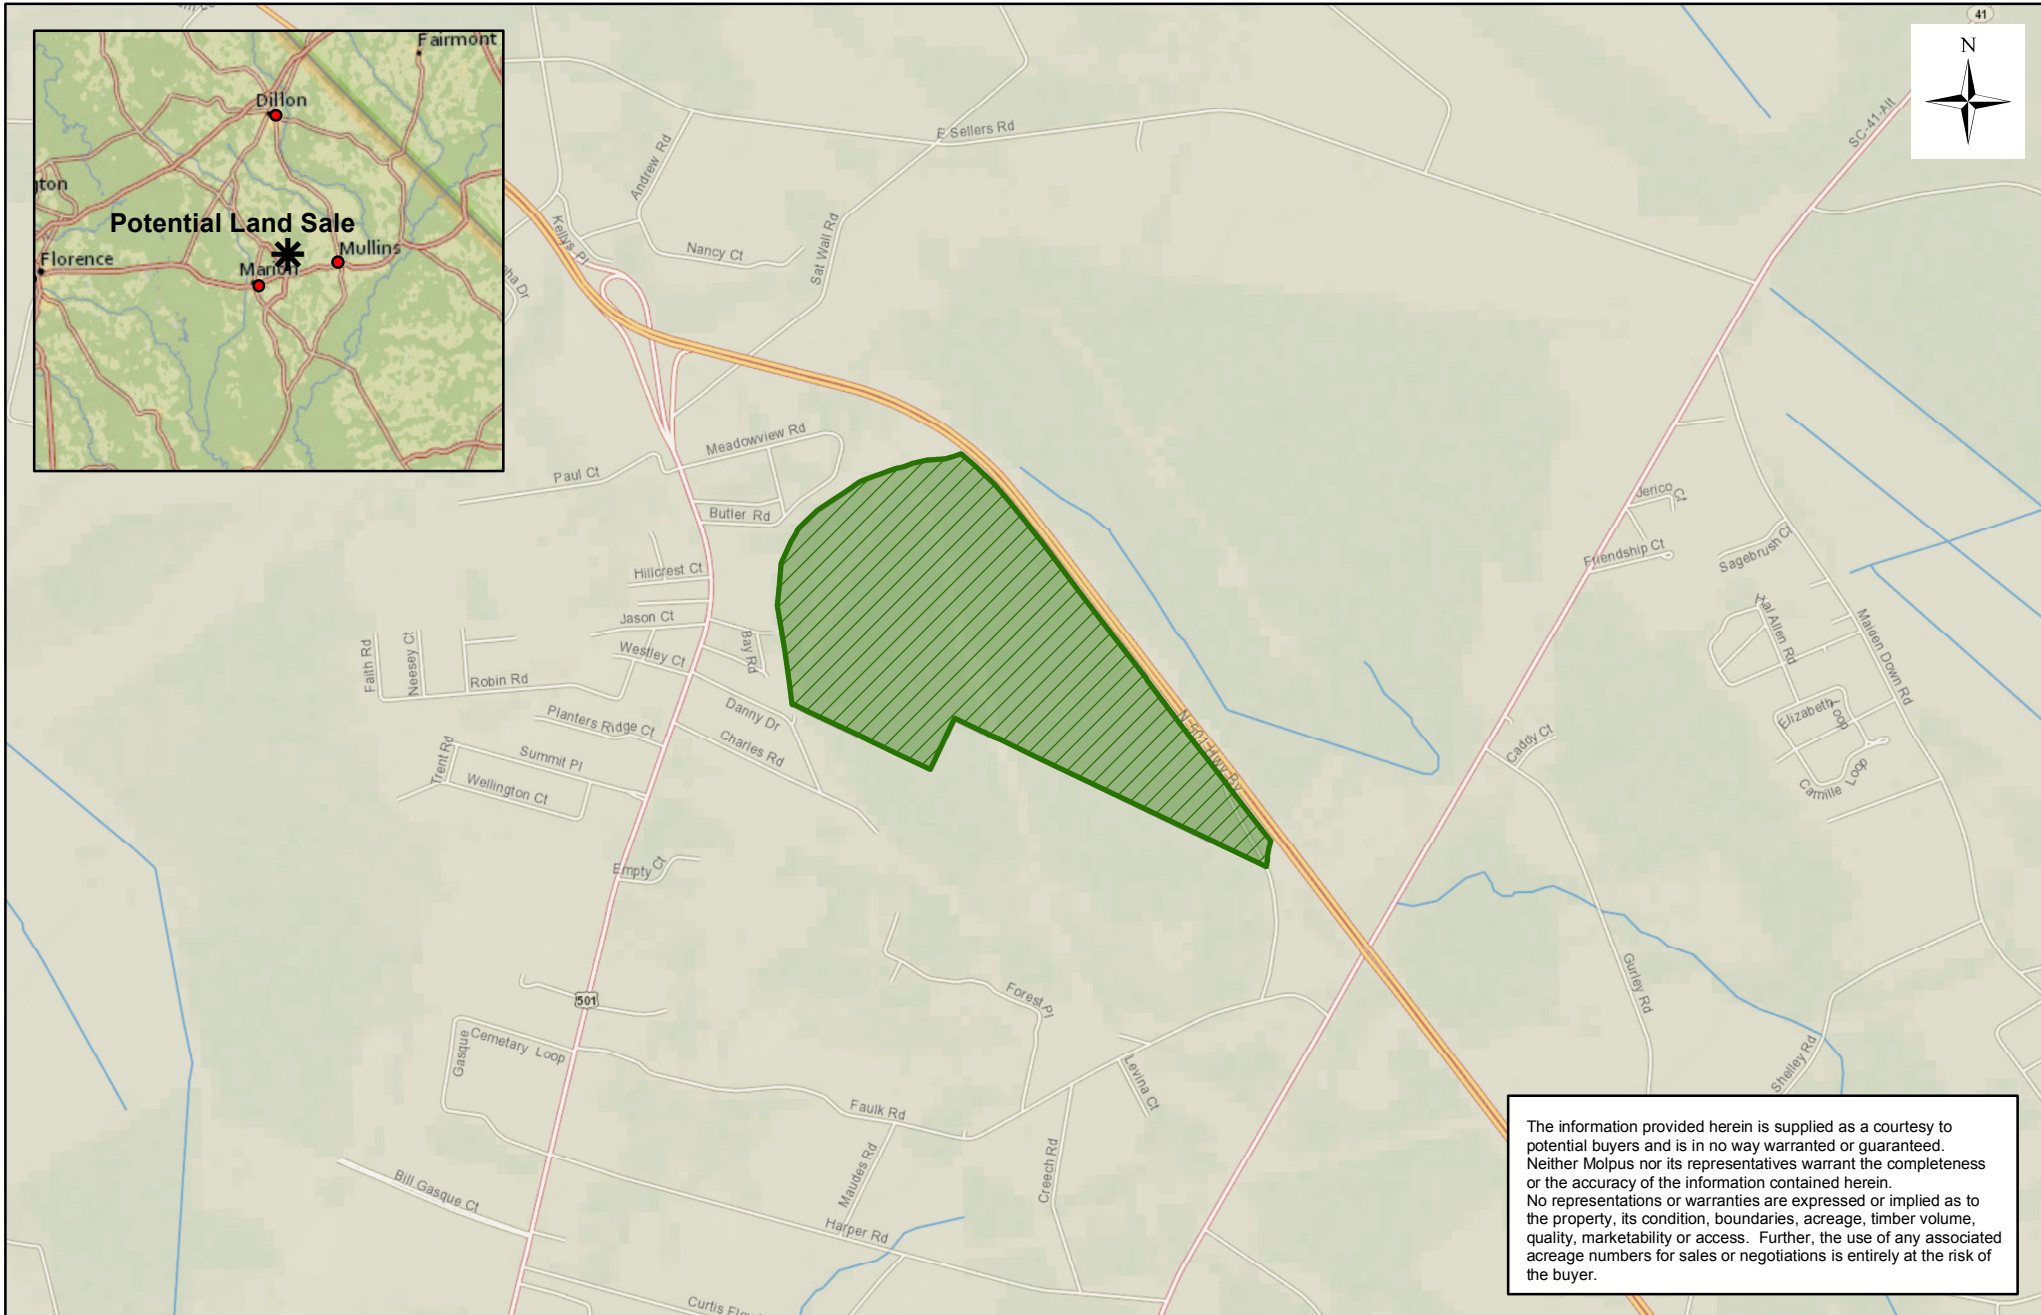 41
N
SC-41-Alt
Fairmont
Dillon
Potential Land Sale
Florence
Marion
Mullins
E Sellers Rd
Andrew Rd
Kellys Pl
Nancy Ct
Sat Wall Rd
Meadowview Rd
Paul Ct
Butler Rd
Hillcrest Ct
Jason Ct
Westley Ct
Bay Rd
Faith Rd
Neesey Ct
Robin Rd
Danny Dr
Planters Ridge Ct
Charles Rd
Summit Pl
Trent Rd
Wellington Ct
Empty Ct
N 501 Hwy By
Jerico Ct
Friendship Ct
Sagebrush Ct
Hal Allen Rd
Maiden Down Rd
Elizabeth Loop
Camille Loop
Caddy Ct
Gurley Rd
Shelley Rd
501
Forest Pl
Cemetary Loop
Gasque
Levina Ct
Faulk Rd
Maudes Rd
Creech Rd
Bill Gasque Ct
Harper Rd
Curtis
The information provided herein is supplied as a courtesy to
potential buyers and is in no way warranted or guaranteed.
Neither Molpus nor its representatives warrant the completeness
or the accuracy of the information contained herein.
No representations or warranties are expressed or implied as to
the property, its condition, boundaries, acreage, timber volume,
quality, marketability or access.  Further, the use of any associated
acreage numbers for sales or negotiations is entirely at the risk of
the buyer.